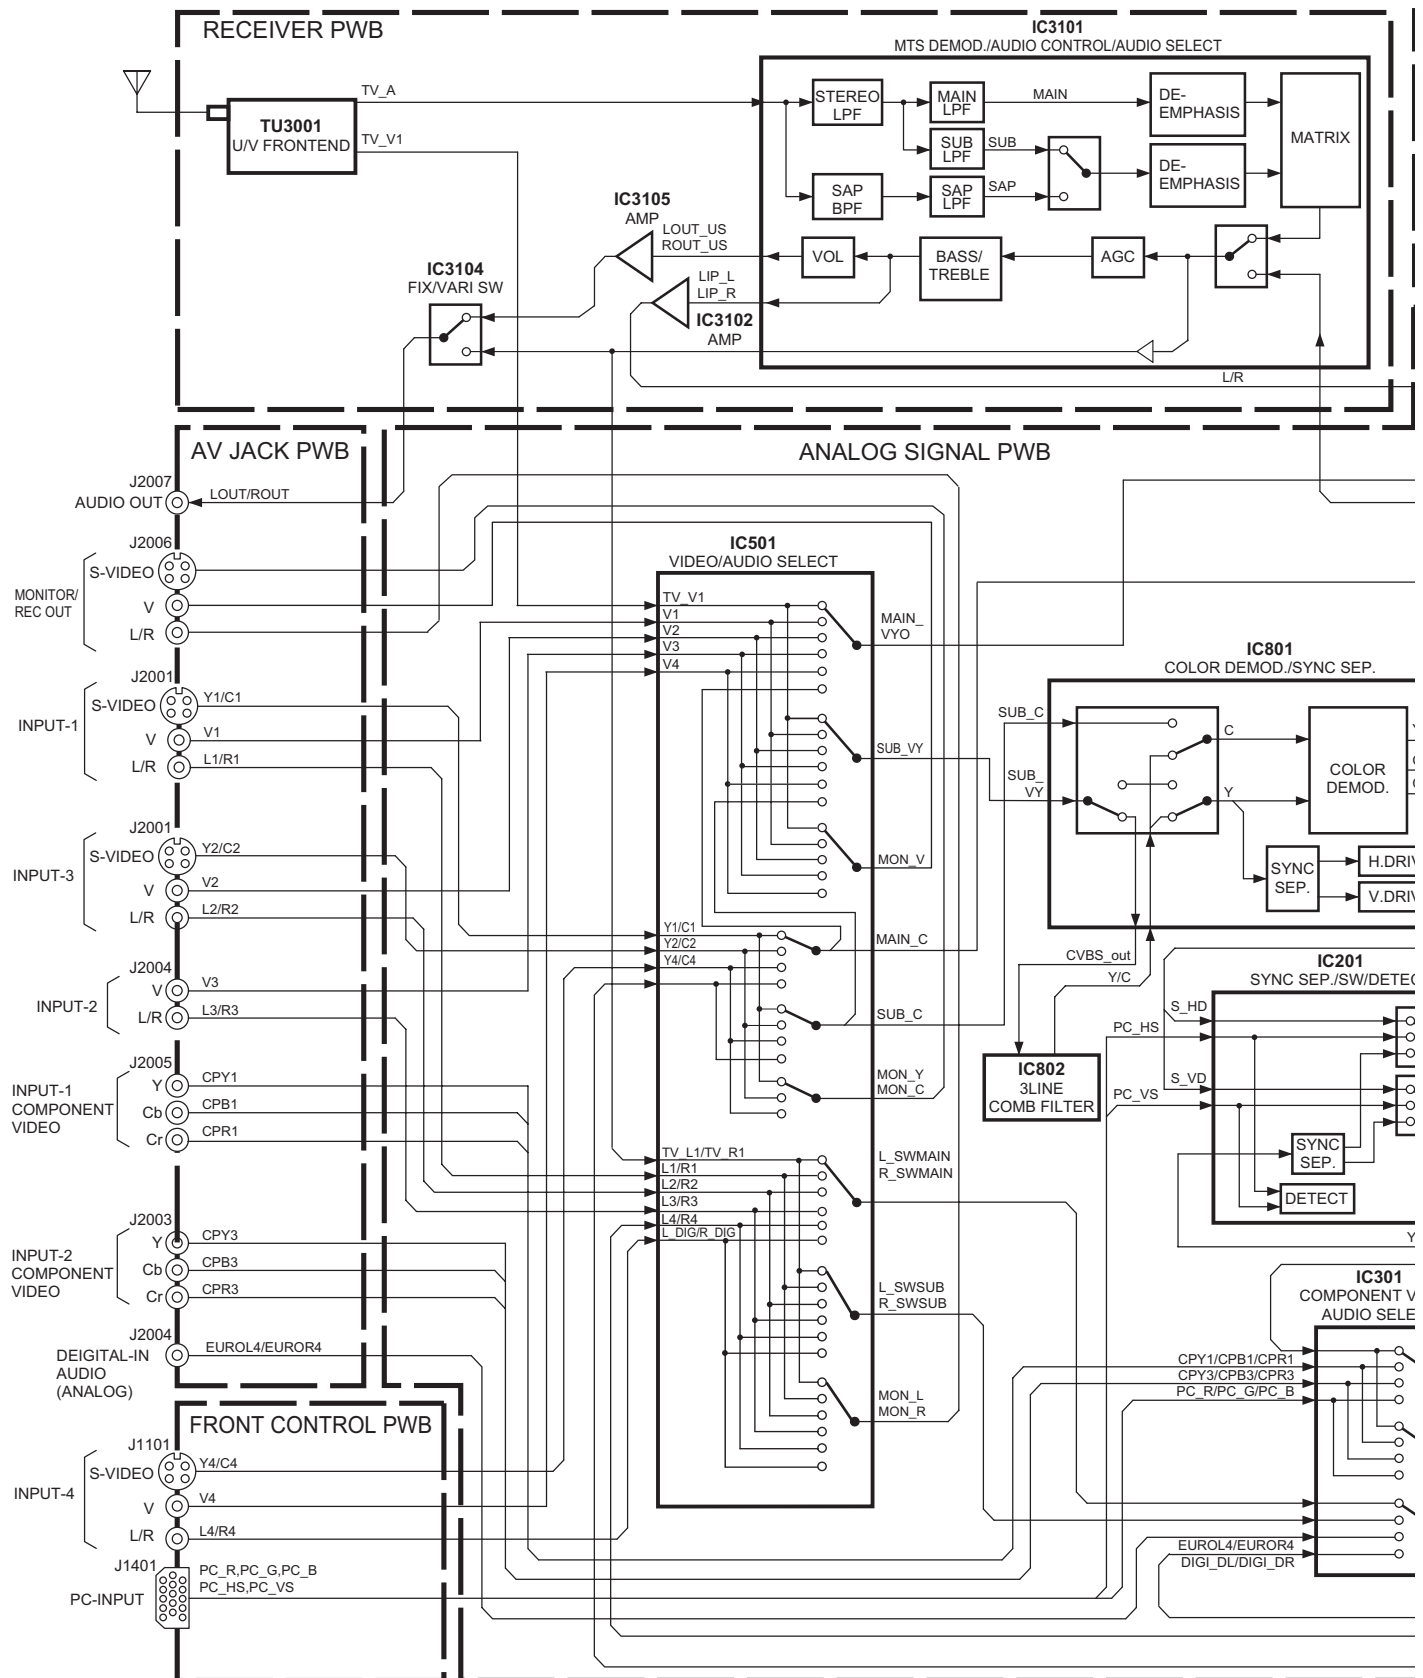 RECEIVER PWB
IC3101
MTS DEMOD./AUDIO CONTROL/AUDIO SELECT
TV_A
TU3001
U/V FRONTEND
TV_V1
STEREO
LPF
MAIN
LPF
MAIN
DE-
EMPHASIS
MATRIX
SUB
LPF
SUB
SAP
BPF
SAP
LPF
SAP
DE-
EMPHASIS
IC3105
AMP
LOUT_US
ROUT_US
VOL
BASS/
TREBLE
AGC
IC3104
FIX/VARI SW
LIP_L
LIP_R
IC3102
AMP
L/R
AV JACK PWB
ANALOG SIGNAL PWB
J2007
AUDIO OUT
LOUT/ROUT
J2006
S-VIDEO
MONITOR/
REC OUT
V
L/R
J2001
S-VIDEO
Y1/C1
INPUT-1
V
V1
L/R
L1/R1
J2001
S-VIDEO
Y2/C2
INPUT-3
V
V2
L/R
L2/R2
J2004
V
V3
INPUT-2
L/R
L3/R3
J2005
INPUT-1
COMPONENT
VIDEO
Y
CPY1
Cb
CPB1
Cr
CPR1
J2003
INPUT-2
COMPONENT
VIDEO
Y
CPY3
Cb
CPB3
Cr
CPR3
J2004
DEIGITAL-IN
AUDIO
(ANALOG)
EUROL4/EUROR4
FRONT CONTROL PWB
J1101
S-VIDEO
Y4/C4
INPUT-4
V
V4
L/R
L4/R4
J1401
PC-INPUT
PC_R,PC_G,PC_B
PC_HS,PC_VS
IC501
VIDEO/AUDIO SELECT
TV_V1
V1
V2
V3
V4
MAIN_
VYO
SUB_VY
MON_V
Y1/C1
Y2/C2
Y4/C4
MAIN_C
SUB_C
MON_Y
MON_C
TV_L1/TV_R1
L1/R1
L2/R2
L3/R3
L4/R4
L_DIG/R_DIG
L_SWMAIN
R_SWMAIN
L_SWSUB
R_SWSUB
MON_L
MON_R
IC801
COLOR DEMOD./SYNC SEP.
SUB_C
SUB_
VY
C
Y
COLOR
DEMOD.
SYNC
SEP.
H.DRIV
V.DRIV
CVBS_out
Y/C
IC802
3LINE
COMB FILTER
IC201
SYNC SEP./SW/DETEC
S_HD
PC_HS
S_VD
PC_VS
SYNC
SEP.
DETECT
Y
IC301
COMPONENT V
AUDIO SELE
CPY1/CPB1/CPR1
CPY3/CPB3/CPR3
PC_R/PC_G/PC_B
EUROL4/EUROR4
DIGI_DL/DIGI_DR